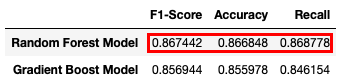 F1-Score Accuracy Recall
Random Forest Model 0.867442 0.866848 0.868778
Gradient Boost Model 0.856944 0.855978 0.846154